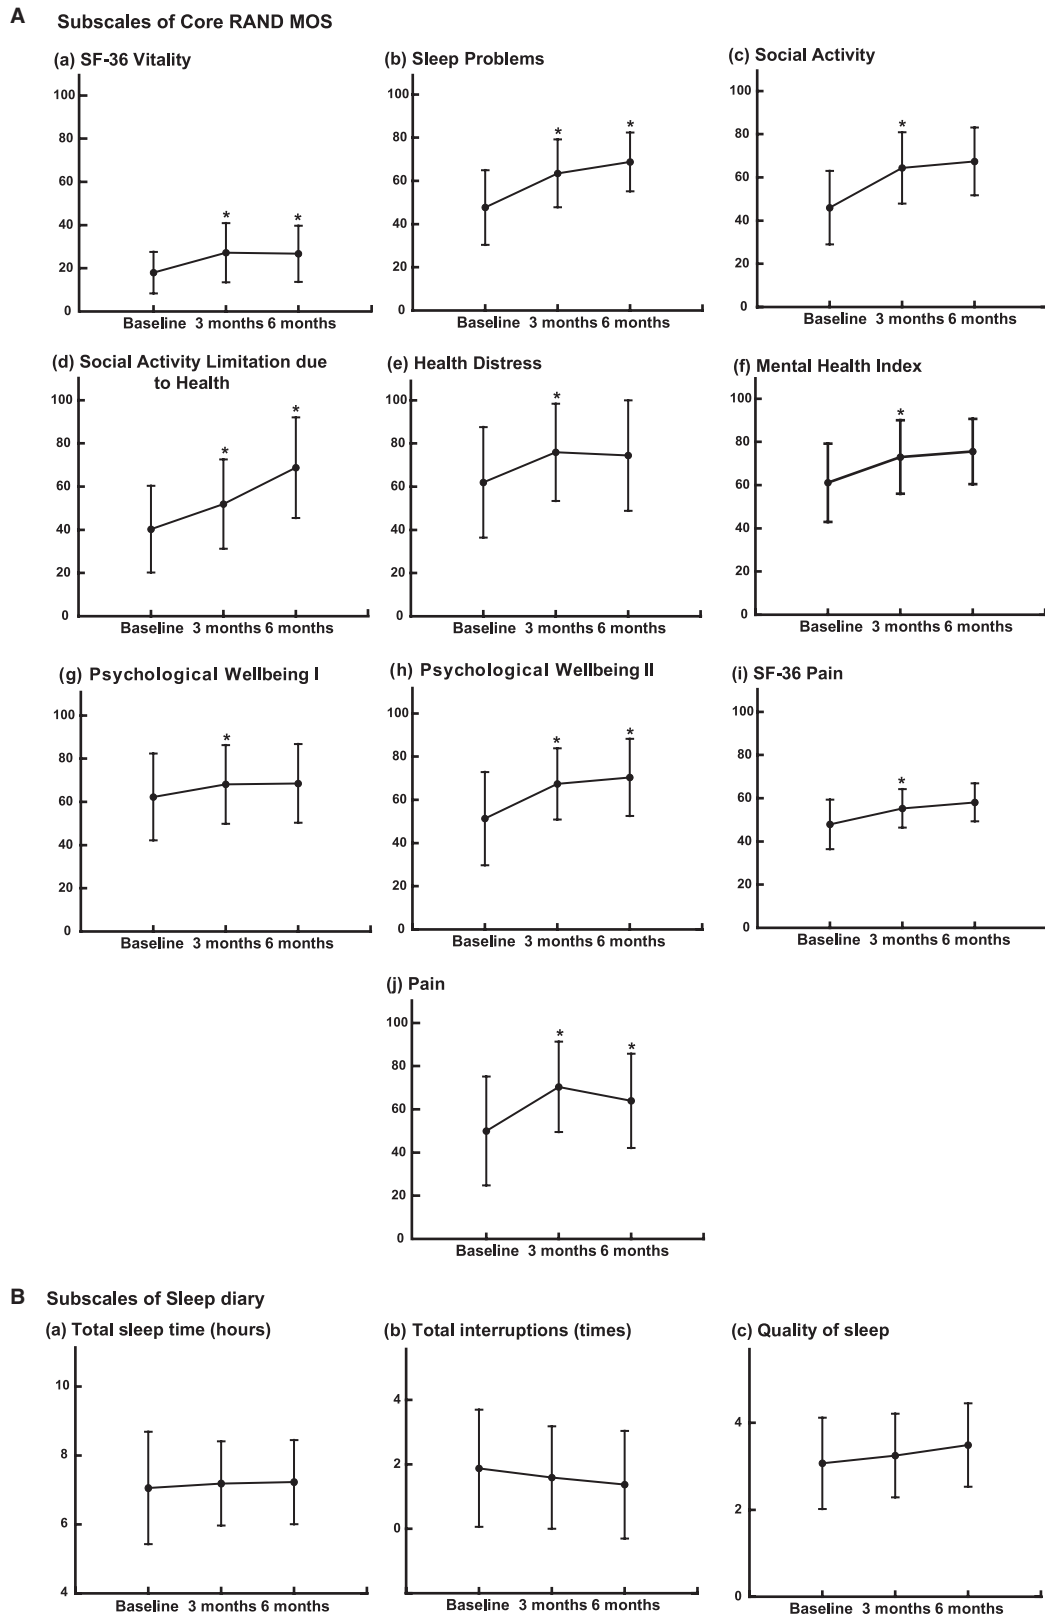 A Subscales of Core RAND MOS
(a) SF-36 Vitality
100
80
60
40
20
0
*
*
Baseline 3 months 6 months
(b) Sleep Problems
100
80
60
40
20
0
*
*
Baseline 3 months 6 months
(c) Social Activity
100
80
60
40
20
0
*
Baseline 3 months 6 months
(d) Social Activity Limitation due
to Health
100
80
60
40
20
0
*
*
Baseline 3 months 6 months
(e) Health Distress
100
80
60
40
20
0
*
Baseline 3 months 6 months
(f) Mental Health Index
100
80
60
40
20
0
*
Baseline 3 months 6 months
(g) Psychological Wellbeing I
100
80
60
40
20
0
*
Baseline 3 months 6 months
(h) Psychological Wellbeing II
100
80
60
40
20
0
*
*
Baseline 3 months 6 months
(i) SF-36 Pain
100
80
60
40
20
0
*
Baseline 3 months 6 months
(j) Pain
100
80
60
40
20
0
*
*
Baseline 3 months 6 months
B Subscales of Sleep diary
(a) Total sleep time (hours)
10
8
6
4
Baseline 3 months 6 months
(b) Total interruptions (times)
4
2
0
Baseline 3 months 6 months
(c) Quality of sleep
4
2
0
Baseline 3 months 6 months